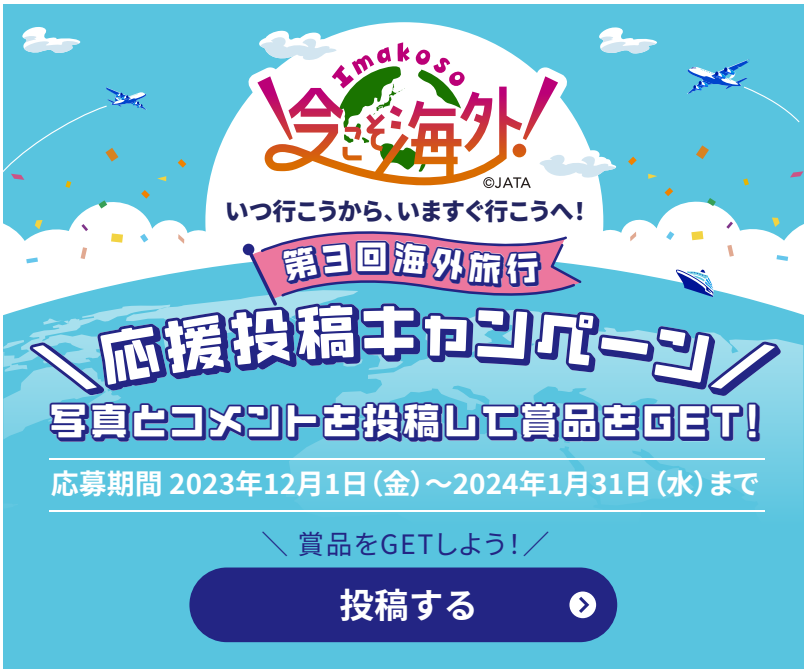 Imakoso
今こそ海外!
©JATA
いつ行こうから、いますぐ行こうへ!
第3回海外旅行
\応援投稿キャンペーン/
写真とコメントを投稿して賞品をGET!
応募期間 2023年12月1日(金)~2024年1月31日(水)まで
\ 賞品をGETしよう! /
投稿する